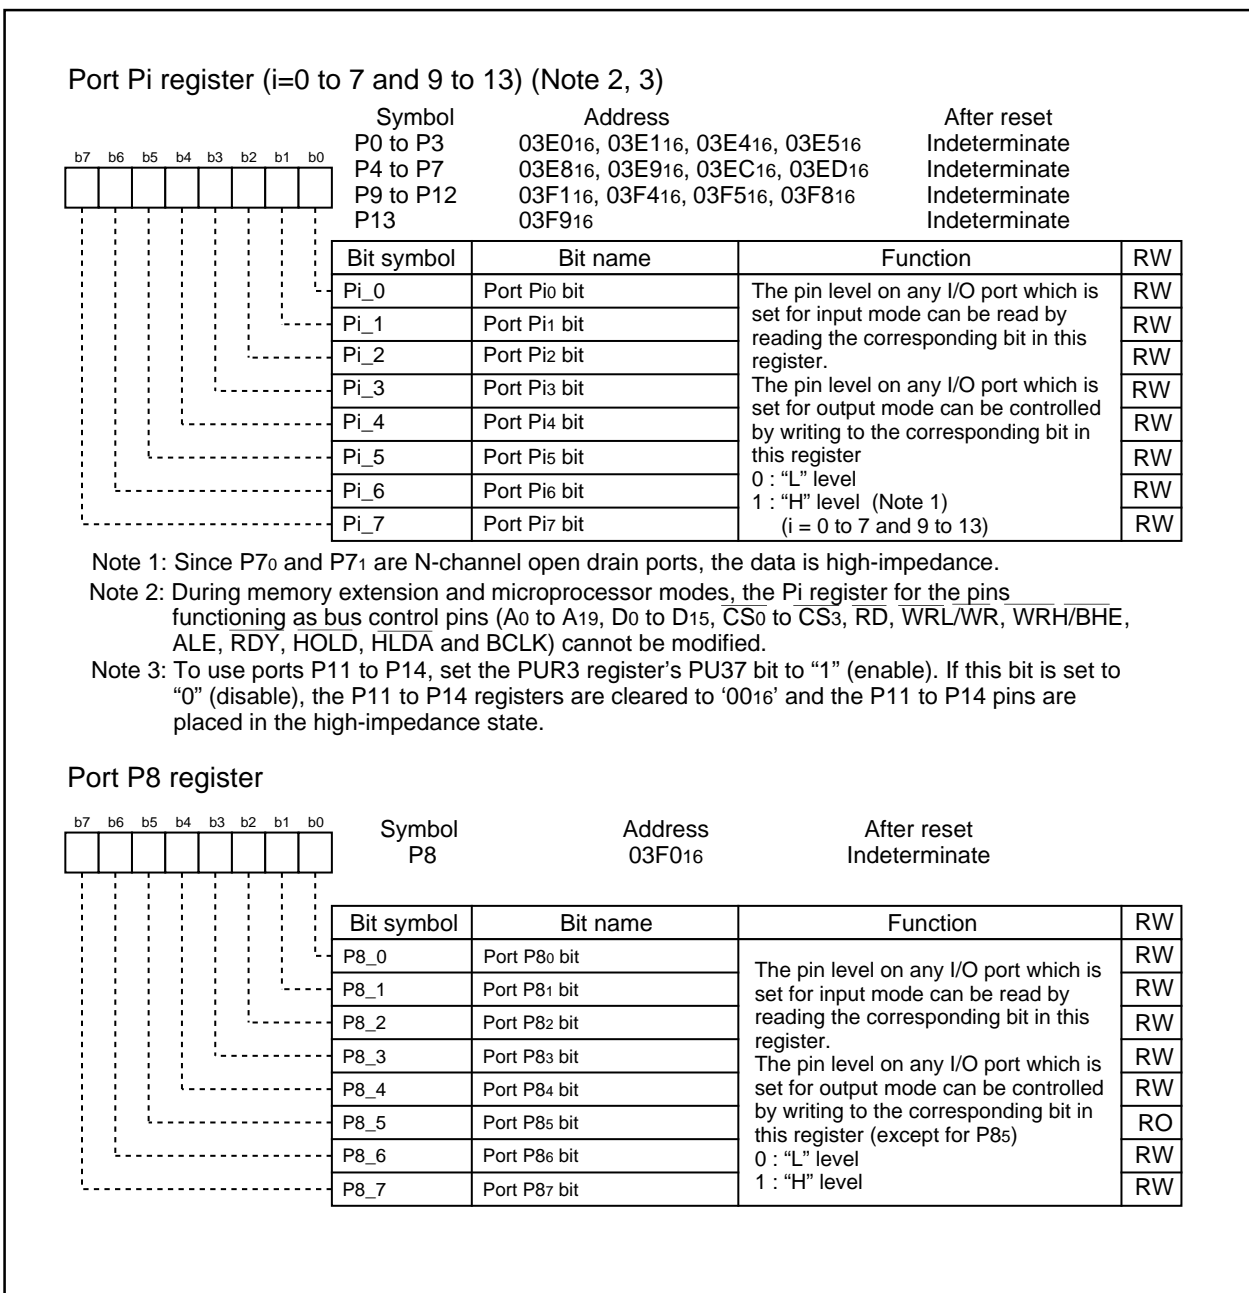 Port Pi register (i=0 to 7 and 9 to 13) (Note 2, 3)
Symbol Address After reset
P0 to P3 03E016, 03E116, 03E416, 03E516 Indeterminate
P4 to P7 03E816, 03E916, 03EC16, 03ED16 Indeterminate
P9 to P12 03F116, 03F416, 03F516, 03F816 Indeterminate
P13 03F916 Indeterminate
b7 b6 b5 b4 b3 b2 b1 b0
Bit symbol Bit name Function RW
Pi_0 Port Pi0 bit RW
Pi_1 Port Pi1 bit RW
Pi_2 Port Pi2 bit RW
Pi_3 Port Pi3 bit RW
Pi_4 Port Pi4 bit RW
Pi_5 Port Pi5 bit RW
Pi_6 Port Pi6 bit RW
Pi_7 Port Pi7 bit RW
The pin level on any I/O port which is
set for input mode can be read by
reading the corresponding bit in this
register.
The pin level on any I/O port which is
set for output mode can be controlled
by writing to the corresponding bit in
this register
0 : “L” level
1 : “H” level (Note 1)
(i = 0 to 7 and 9 to 13)
Note 1: Since P70 and P71 are N-channel open drain ports, the data is high-impedance.
Note 2: During memory extension and microprocessor modes, the Pi register for the pins
functioning as bus control pins (A0 to A19, D0 to D15, CS0 to CS3, RD, WRL/WR, WRH/BHE,
ALE, RDY, HOLD, HLDA and BCLK) cannot be modified.
Note 3: To use ports P11 to P14, set the PUR3 register’s PU37 bit to “1” (enable). If this bit is set to
“0” (disable), the P11 to P14 registers are cleared to ‘0016’ and the P11 to P14 pins are
placed in the high-impedance state.
Port P8 register
b7 b6 b5 b4 b3 b2 b1 b0
Symbol Address After reset
P8 03F016 Indeterminate
Bit symbol Bit name Function RW
P8_0 Port P80 bit RW
P8_1 Port P81 bit RW
P8_2 Port P82 bit RW
P8_3 Port P83 bit RW
P8_4 Port P84 bit RW
P8_5 Port P85 bit RO
P8_6 Port P86 bit RW
P8_7 Port P87 bit RW
The pin level on any I/O port which is
set for input mode can be read by
reading the corresponding bit in this
register.
The pin level on any I/O port which is
set for output mode can be controlled
by writing to the corresponding bit in
this register (except for P85)
0 : “L” level
1 : “H” level